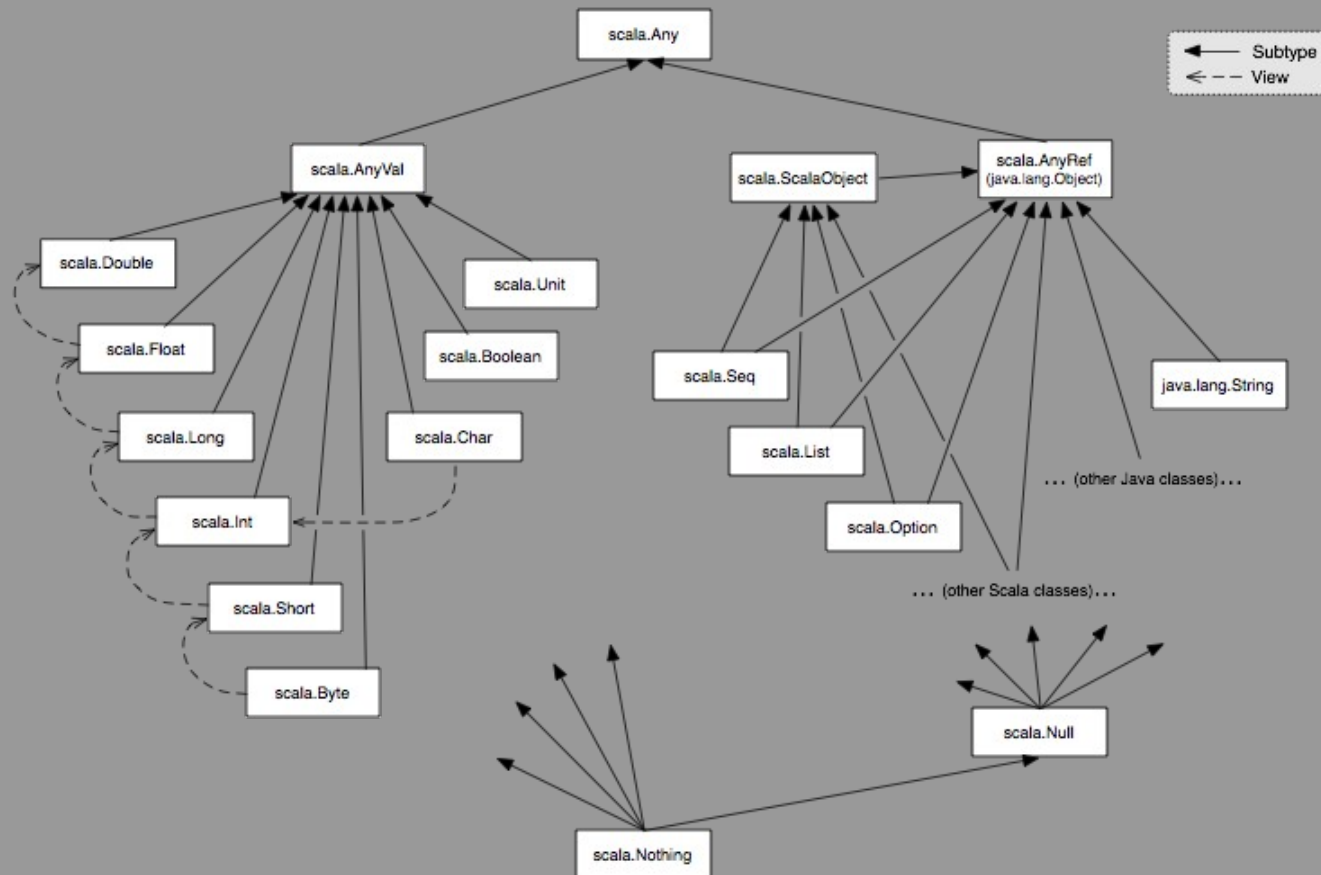 scala.Any
Subtype
View
scala.AnyVal
scala.ScalaObject
scala.AnyRef
(java.lang.Object)
scala.Double
scala.Unit
scala.Float
scala.Boolean
scala.Seq
java.lang.String
scala.Long
scala.Char
scala.List
... (other Java classes)...
scala.Int
scala.Option
... (other Scala classes)...
scala.Short
scala.Byte
scala.Null
scala.Nothing